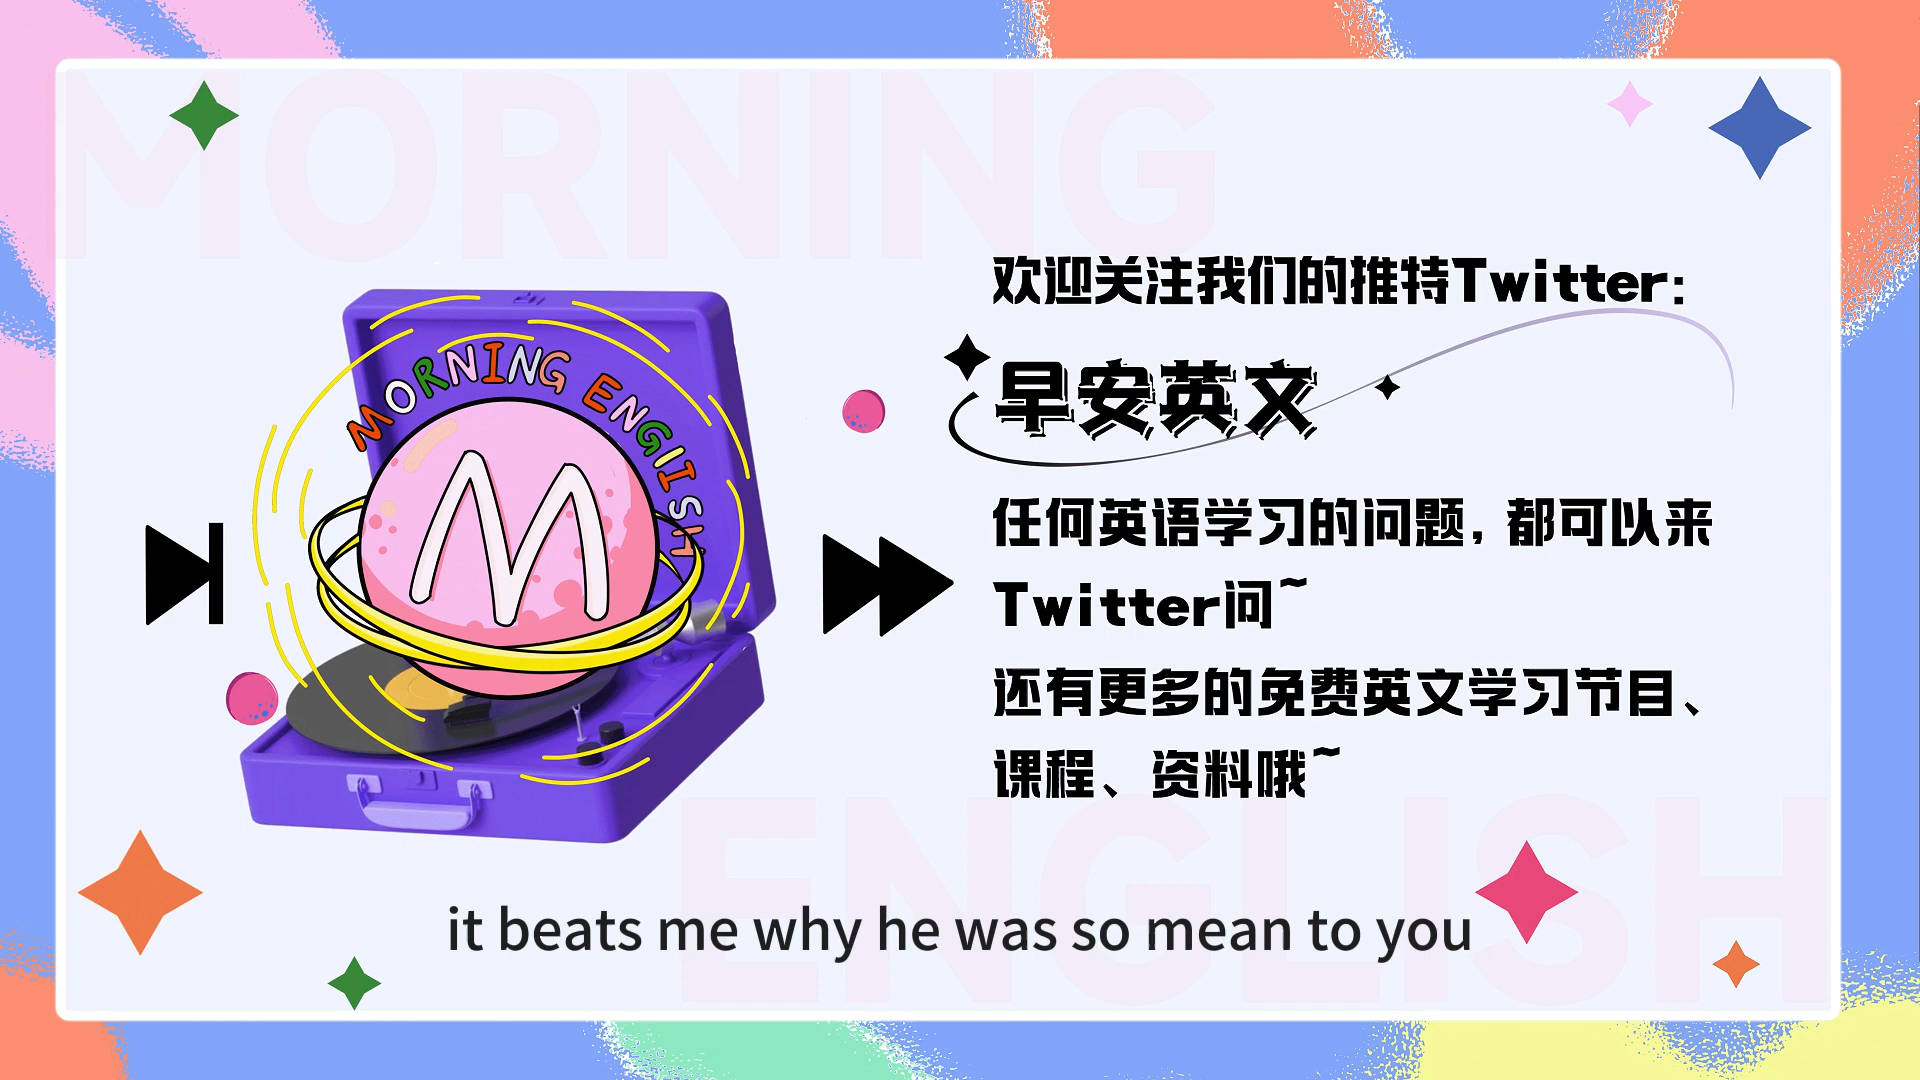 MORNING
MORNING ENGLISH
M
欢迎关注我们的推特Twitter:
早安英文
任何英语学习的问题，都可以来
Twitter问~
还有更多的免费英文学习节目、
课程、资料哦~
ENGLISH
it beats me why he was so mean to you